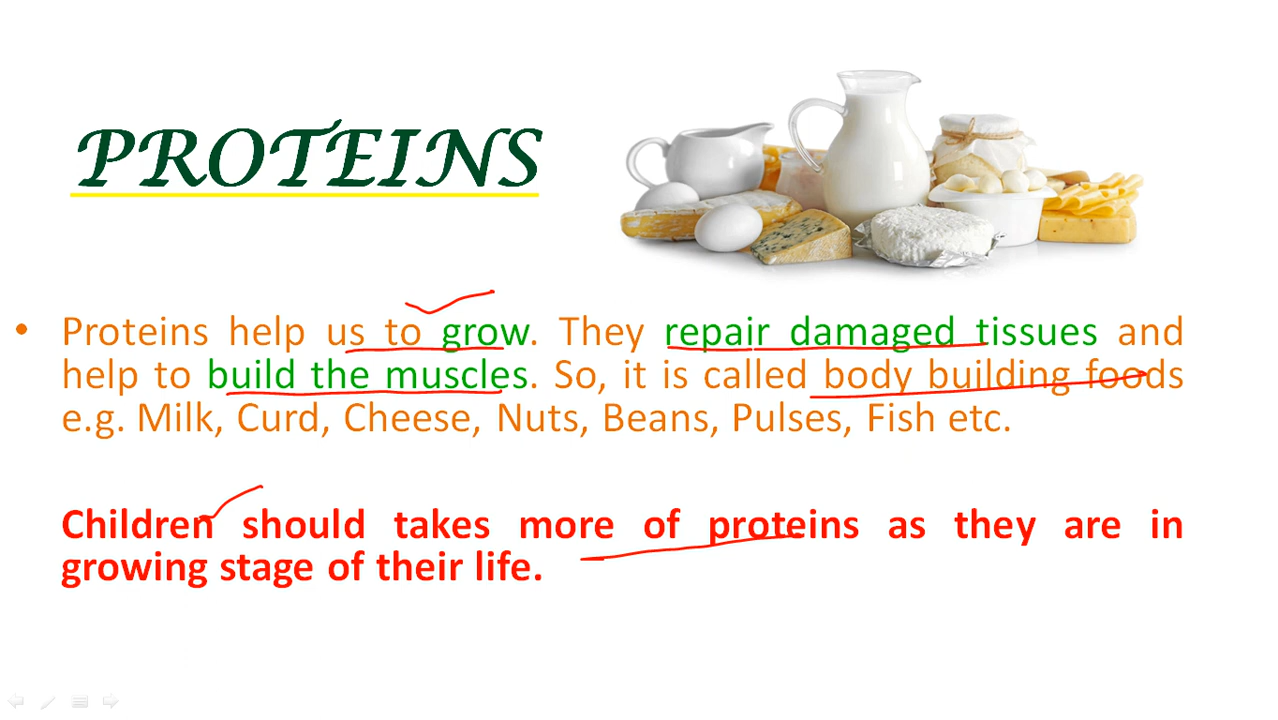 PROTEINS
• Proteins help us to grow. They repair damaged tissues and
help to build the muscles. So, it is called body building foods
e.g. Milk, Curd, Cheese, Nuts, Beans, Pulses, Fish etc.
Children should takes more of proteins as they are in
growing stage of their life.